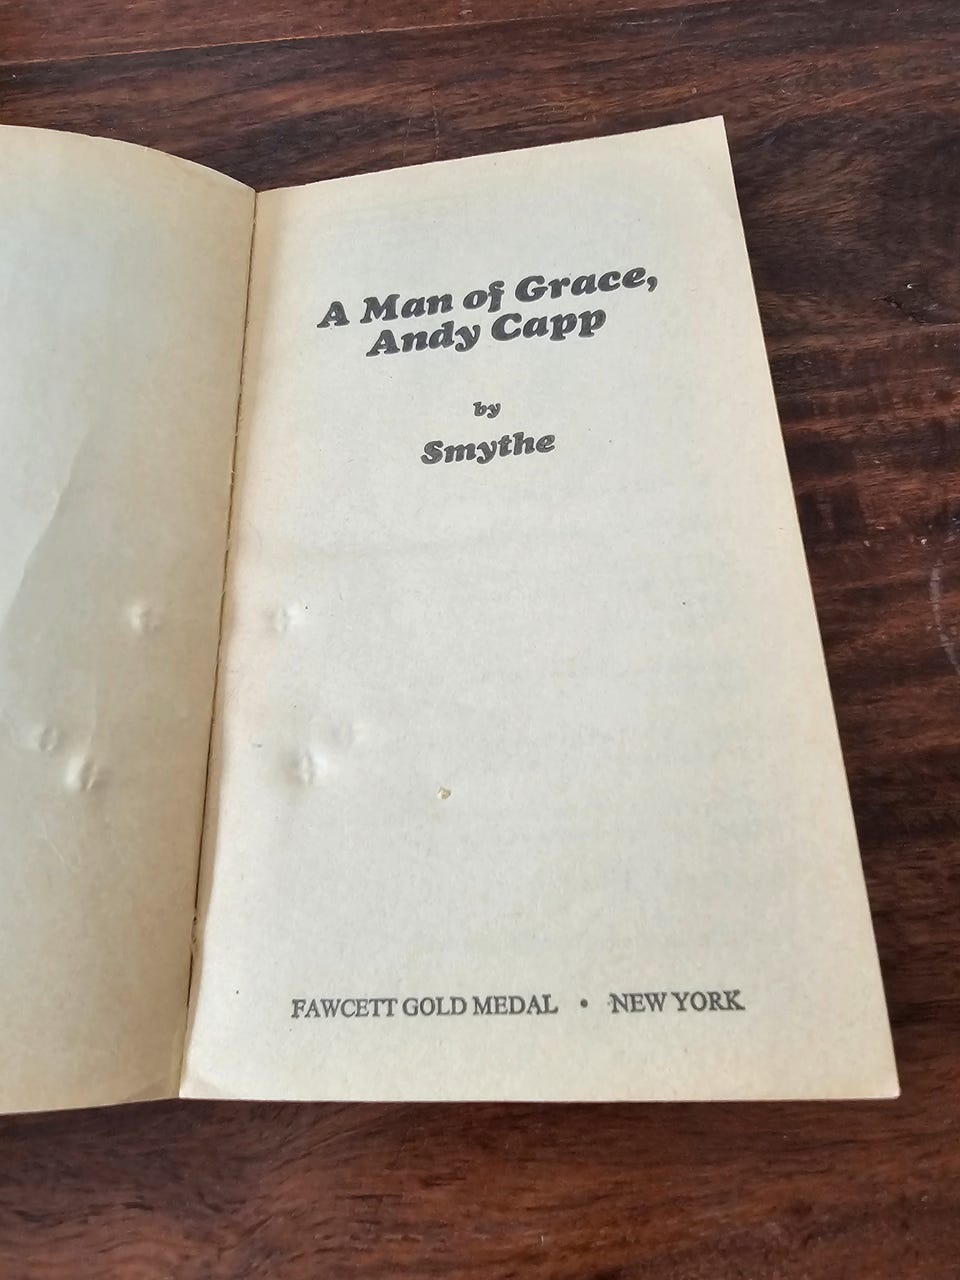 A Man of Grace,
Andy Capp
by
Smythe
FAWCETT GOLD MEDAL • NEW YORK